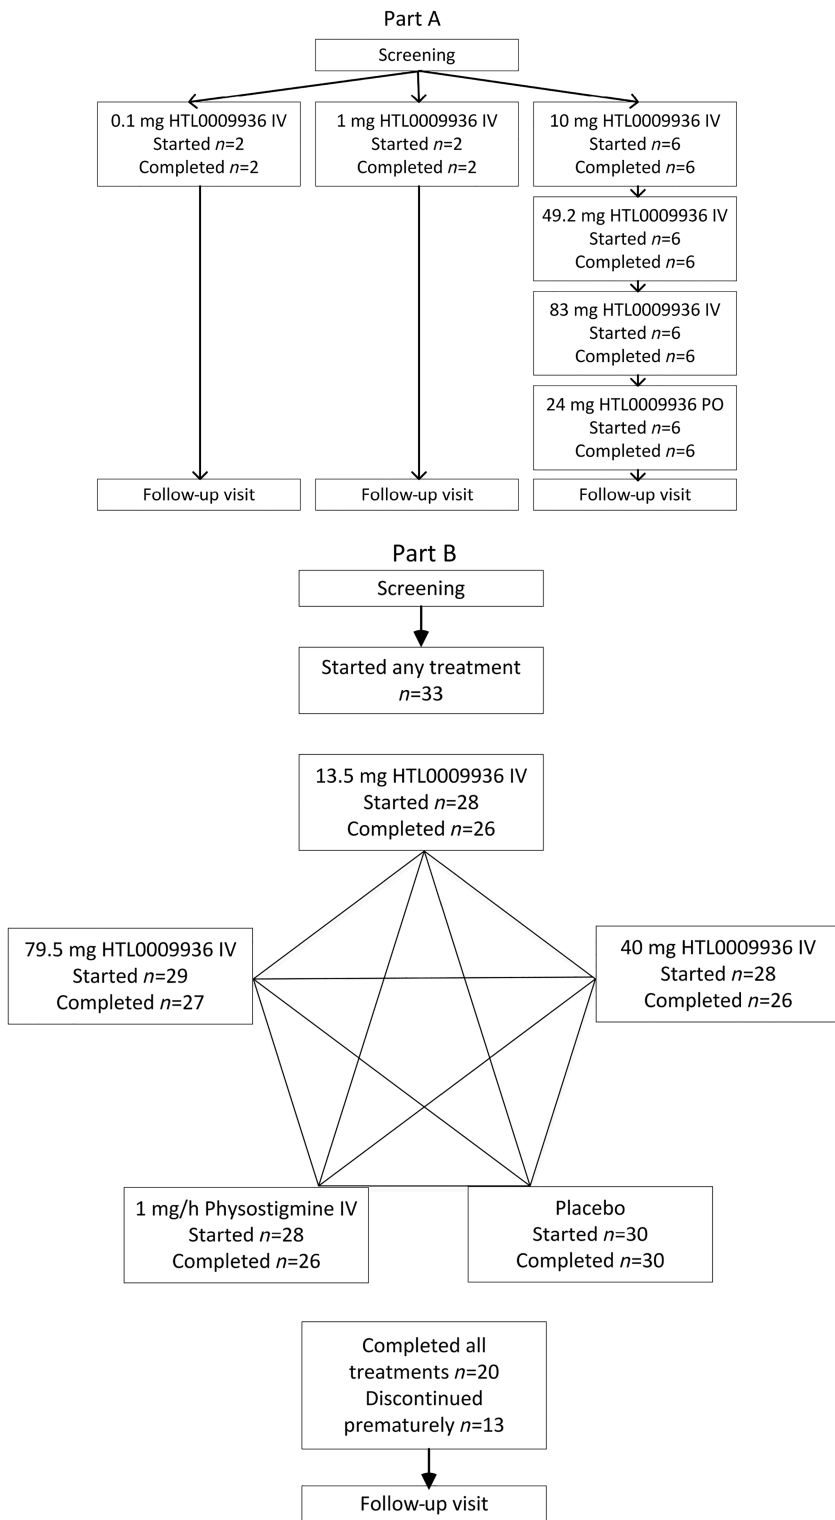 Part A
Screening
0.1 mg HTL0009936 IV
Started n=2
Completed n=2
1 mg HTL0009936 IV
Started n=2
Completed n=2
10 mg HTL0009936 IV
Started n=6
Completed n=6
49.2 mg HTL0009936 IV
Started n=6
Completed n=6
83 mg HTL0009936 IV
Started n=6
Completed n=6
24 mg HTL0009936 PO
Started n=6
Completed n=6
Follow-up visit
Follow-up visit
Follow-up visit
Part B
Screening
Started any treatment
n=33
13.5 mg HTL0009936 IV
Started n=28
Completed n=26
79.5 mg HTL0009936 IV
Started n=29
Completed n=27
40 mg HTL0009936 IV
Started n=28
Completed n=26
1 mg/h Physostigmine IV
Started n=28
Completed n=26
Placebo
Started n=30
Completed n=30
Completed all
treatments n=20
Discontinued
prematurely n=13
Follow-up visit